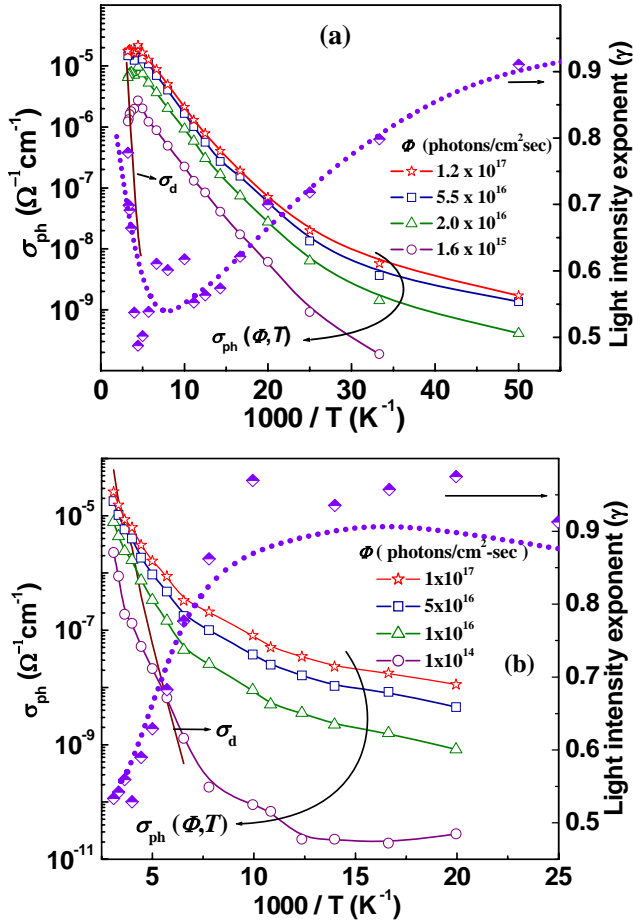 (a)
σph (Ω⁻¹cm⁻¹)
10⁻⁵
10⁻⁶
10⁻⁷
10⁻⁸
10⁻⁹
Φ (photons/cm²sec)
1.2 x 10¹⁷
5.5 x 10¹⁶
2.0 x 10¹⁶
1.6 x 10¹⁵
σd
σph (Φ,T)
0.9
0.8
0.7
0.6
0.5
Light intensity exponent (γ)
0 10 20 30 40 50
1000 / T (K⁻¹)
σph (Ω⁻¹cm⁻¹)
10⁻⁵
10⁻⁷
10⁻⁹
10⁻¹¹
Φ ( photons/cm²-sec )
1x10¹⁷
5x10¹⁶
1x10¹⁶
1x10¹⁴
(b)
σd
σph (Φ,T)
0.9
0.8
0.7
0.6
0.5
Light intensity exponent (γ)
5 10 15 20 25
1000 / T (K⁻¹)